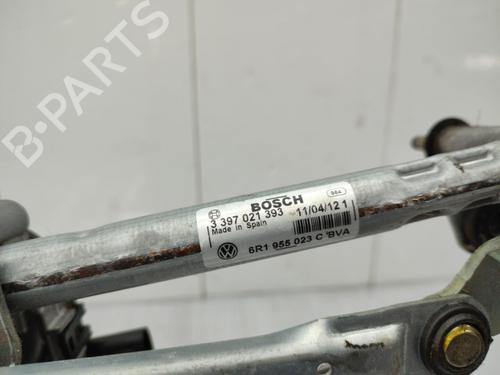 B-PARTS
BOSCH
3 397 021 393 11/04/12 1
Made in Spain
6R1 955 023 C 'BVA